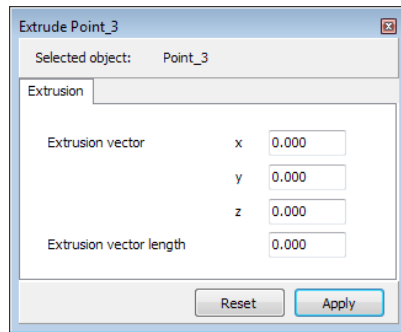 Extrude Point_3
Selected object: Point_3
Extrusion
Extrusion vector x 0.000
y 0.000
z 0.000
Extrusion vector length 0.000
Reset Apply